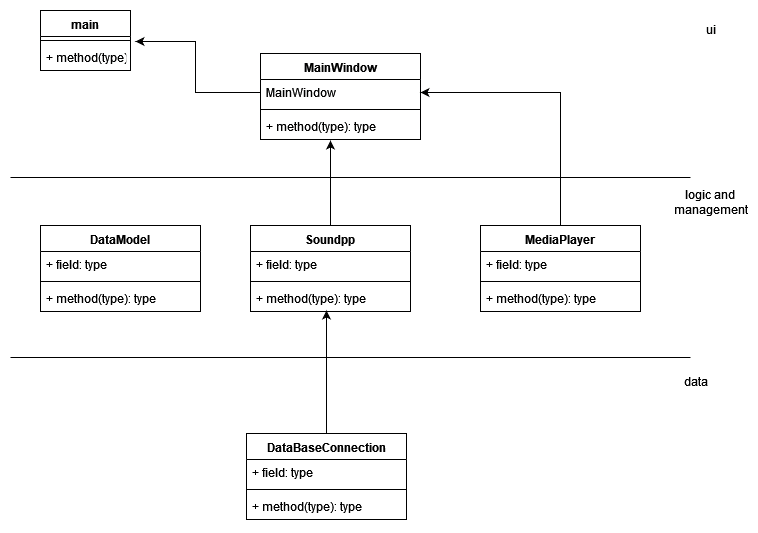 main
+ method(type)
ui
MainWindow
MainWindow
+ method(type): type
logic and
management
DataModel
+ field: type
+ method(type): type
Soundpp
+ field: type
+ method(type): type
MediaPlayer
+ field: type
+ method(type): type
data
DataBaseConnection
+ field: type
+ method(type): type